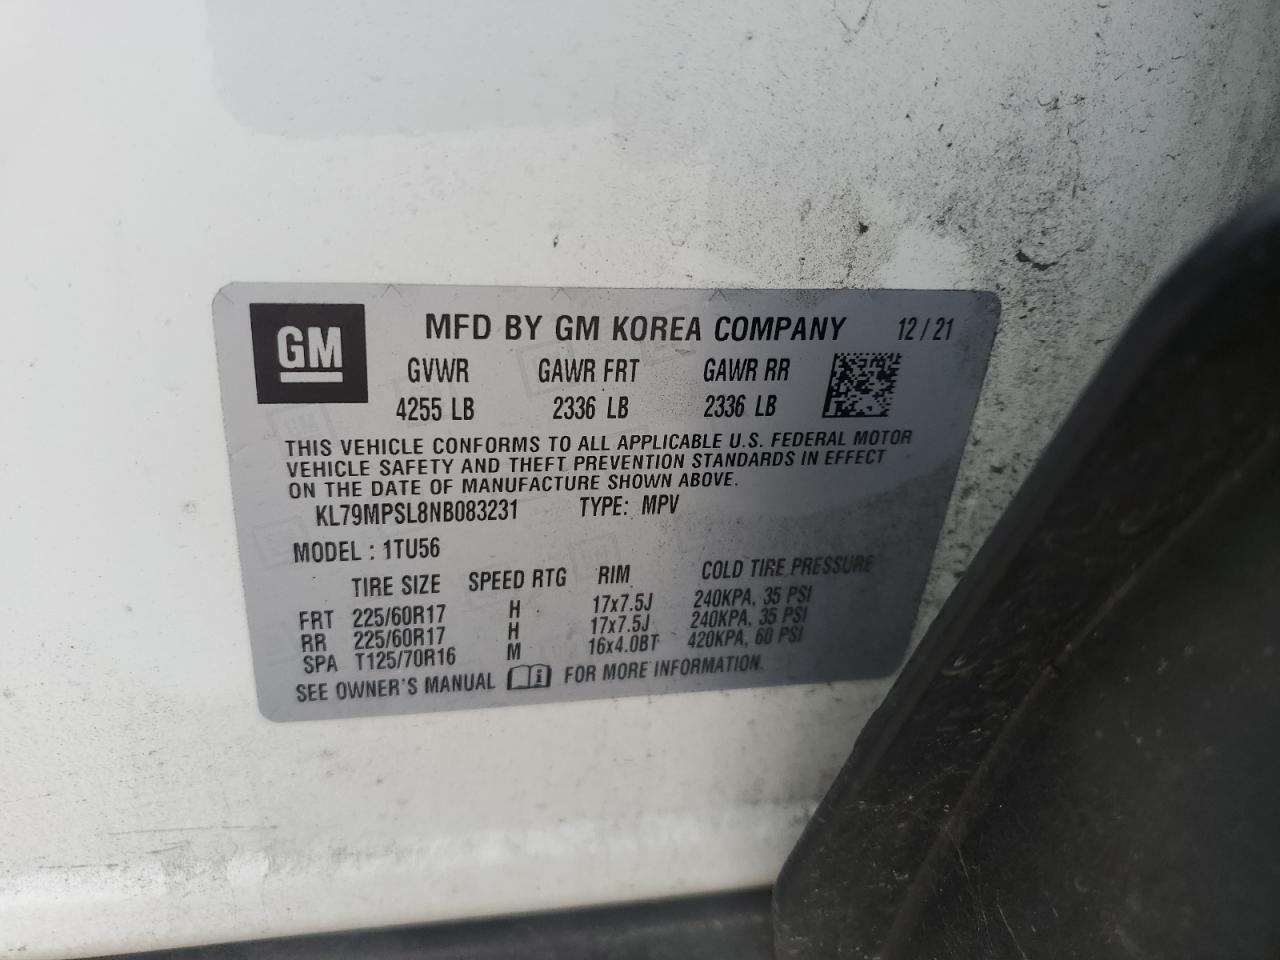 GM
MFD BY GM KOREA COMPANY 12 / 21
GVWR GAWR FRT GAWR RR
4255 LB 2336 LB 2336 LB
THIS VEHICLE CONFORMS TO ALL APPLICABLE U.S. FEDERAL MOTOR
VEHICLE SAFETY AND THEFT PREVENTION STANDARDS IN EFFECT
ON THE DATE OF MANUFACTURE SHOWN ABOVE.
KL79MPSL8NB083231 TYPE: MPV
MODEL : 1TU56
TIRE SIZE SPEED RTG RIM COLD TIRE PRESSURE
FRT 225/60R17 H 17x7.5J 240KPA, 35 PSI
RR 225/60R17 H 17x7.5J 240KPA, 35 PSI
SPA T125/70R16 M 16x4.0BT 420KPA, 60 PSI
SEE OWNER'S MANUAL i FOR MORE INFORMATION.